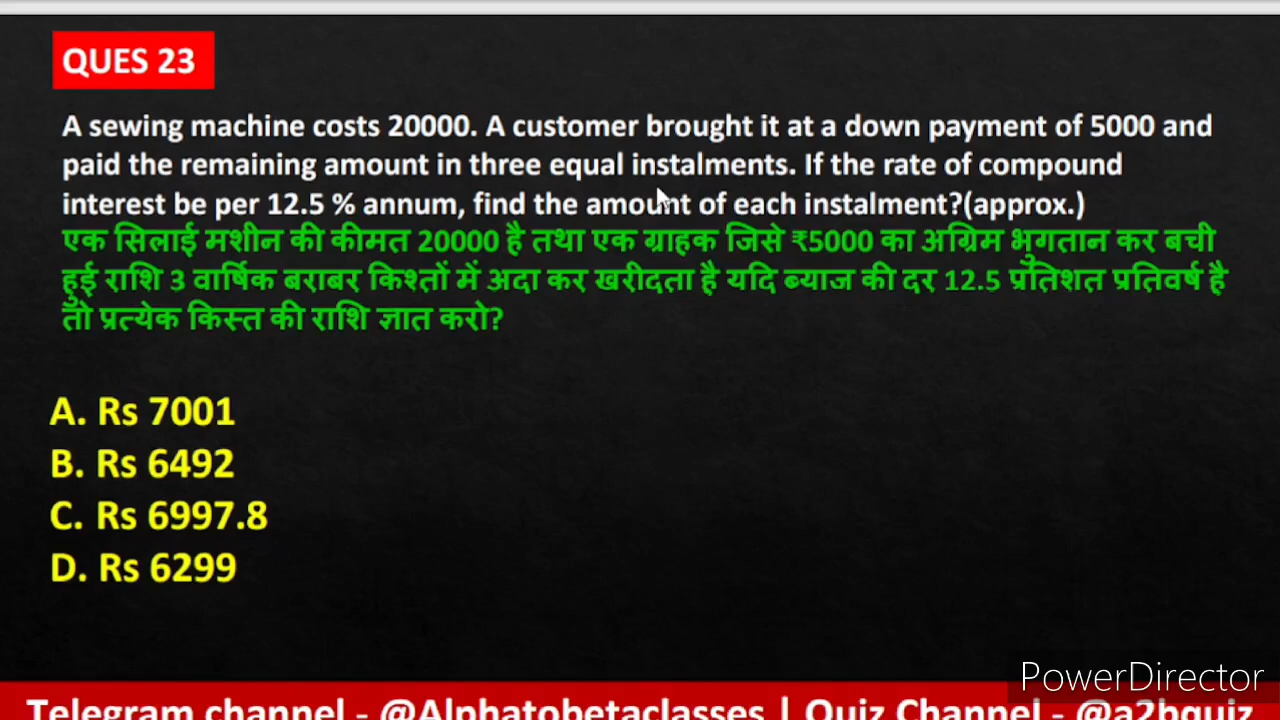 QUES 23
A sewing machine costs 20000. A customer brought it at a down payment of 5000 and
paid the remaining amount in three equal instalments. If the rate of compound
interest be per 12.5 % annum, find the amount of each instalment?(approx.)
एक सिलाई मशीन की कीमत 20000 है तथा एक ग्राहक जिसे ₹5000 का अग्रिम भुगतान कर बची
हुई राशि 3 वार्षिक बराबर किश्तों में अदा कर खरीदता है यदि ब्याज की दर 12.5 प्रतिशत प्रतिवर्ष है
तो प्रत्येक किस्त की राशि ज्ञात करो?
A. Rs 7001
B. Rs 6492
C. Rs 6997.8
D. Rs 6299
PowerDirector
Telegram channel - @Alphatobetaclasses | Quiz Channel - @a2bquiz